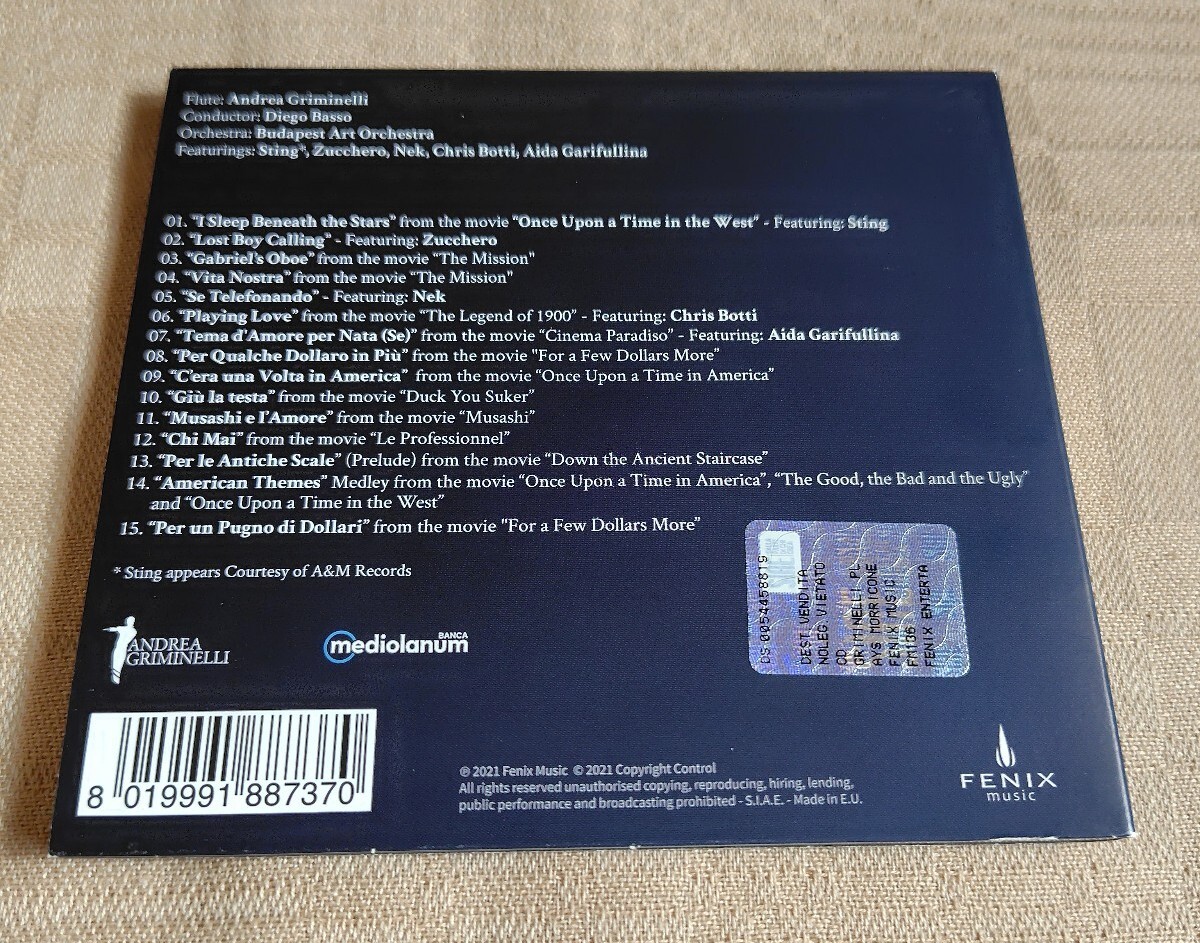 Flute: Andrea Griminelli
Conductor: Diego Basso
Orchestra: Budapest Art Orchestra
Featurings: Sting*, Zucchero, Nek, Chris Botti, Aida Garifullina
01. "I Sleep Beneath the Stars" from the movie "Once Upon a Time in the West" - Featuring: Sting
02. "Lost Boy Calling" - Featuring: Zucchero
03. "Gabriel's Oboe" from the movie "The Mission"
04. "Vita Nostra" from the movie "The Mission"
05. "Se Telefonando" - Featuring: Nek
06. "Playing Love" from the movie "The Legend of 1900" - Featuring: Chris Botti
07. "Tema d'Amore per Nata (Se)" from the movie "Cinema Paradiso" - Featuring: Aida Garifullina
08. "Per Qualche Dollaro in Più" from the movie "For a Few Dollars More"
09. "C'era una Volta in America" from the movie "Once Upon a Time in America"
10. "Giù la testa" from the movie "Duck You Suker"
11. "Musashi e l'Amore" from the movie "Musashi"
12. "Chi Mai" from the movie "Le Professionnel"
13. "Per le Antiche Scale" (Prelude) from the movie "Down the Ancient Staircase"
14. "American Themes" Medley from the movie "Once Upon a Time in America", "The Good, the Bad and the Ugly"
and "Once Upon a Time in the West"
15. "Per un Pugno di Dollari" from the movie "For a Few Dollars More"
* Sting appears Courtesy of A&M Records
ANDREA
GRIMINELLI
BANCA
mediolanum
DS-0054458819
DEST VENDITA
NOLEG VIETATO
CD
GRIMINELLI PL
AYS MORRICONE
FENIX MUSIC
FM136
FENIX ENTERTA
8 019991 887370
℗ 2021 Fenix Music © 2021 Copyright Control
All rights reserved unauthorised copying, reproducing, hiring, lending,
public performance and broadcasting prohibited - S.I.A.E. - Made in E.U.
FENIX
music